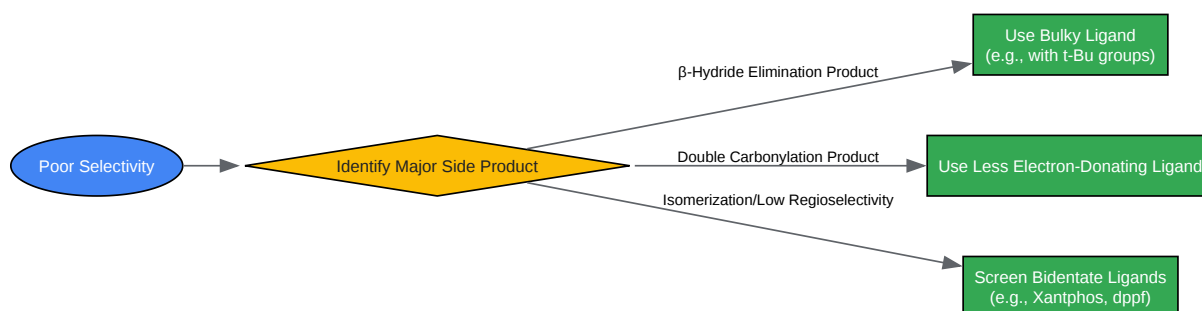 Poor Selectivity
Identify Major Side Product
β-Hydride Elimination Product
Use Bulky Ligand
(e.g., with t-Bu groups)
Double Carbonylation Product
Use Less Electron-Donating Ligand
Isomerization/Low Regioselectivity
Screen Bidentate Ligands
(e.g., Xantphos, dppf)